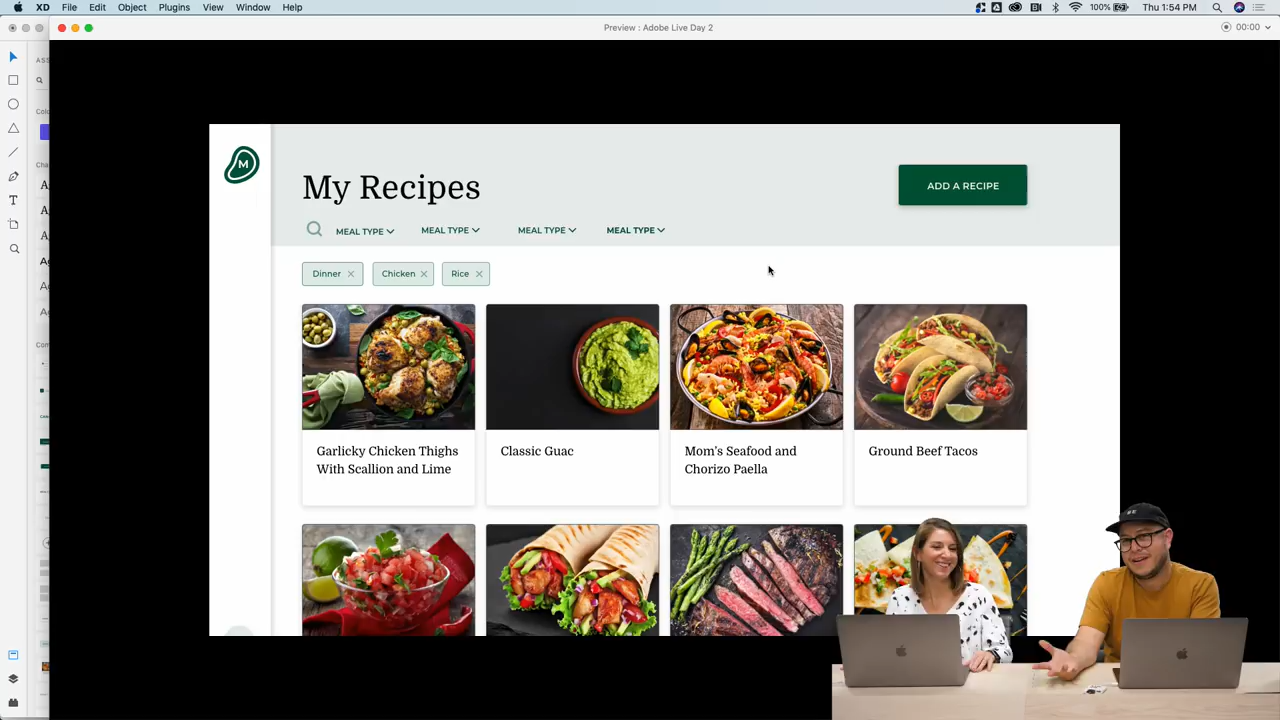 XD File Edit Object Plugins View Window Help
100% Thu 1:54 PM
Preview : Adobe Live Day 2
00:00
M
My Recipes
ADD A RECIPE
MEAL TYPE MEAL TYPE MEAL TYPE MEAL TYPE
Dinner Chicken Rice
Garlicky Chicken Thighs
With Scallion and Lime
Classic Guac
Mom's Seafood and
Chorizo Paella
Ground Beef Tacos